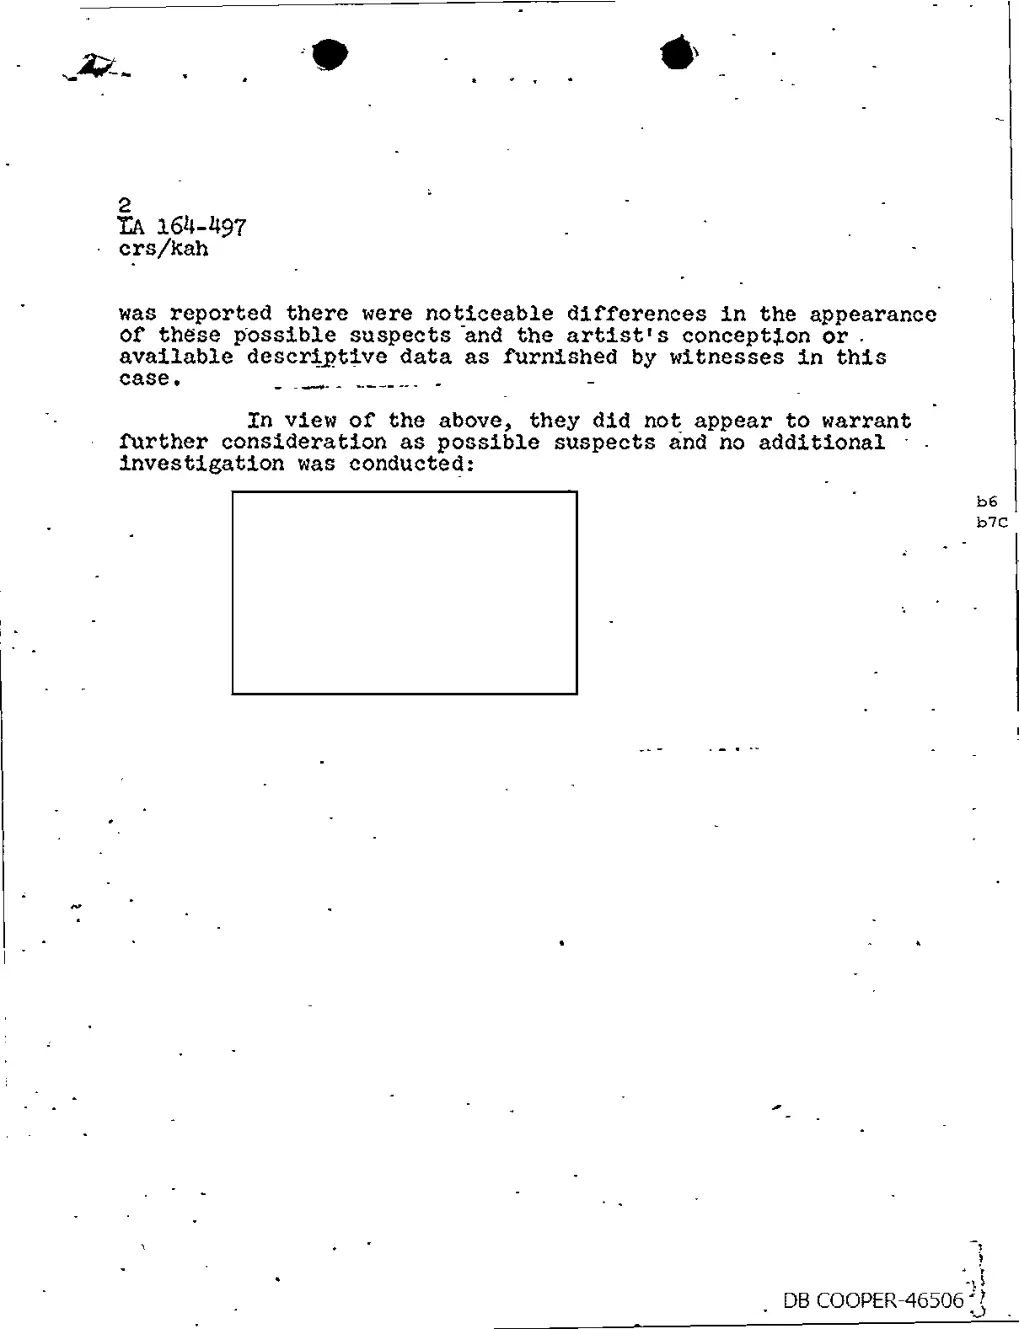 2
LA 164-497
crs/kah
was reported there were noticeable differences in the appearance
of these possible suspects and the artist's conception or
available descriptive data as furnished by witnesses in this
case.
In view of the above, they did not appear to warrant
further consideration as possible suspects and no additional
investigation was conducted:
b6
b7C
DB COOPER-46506